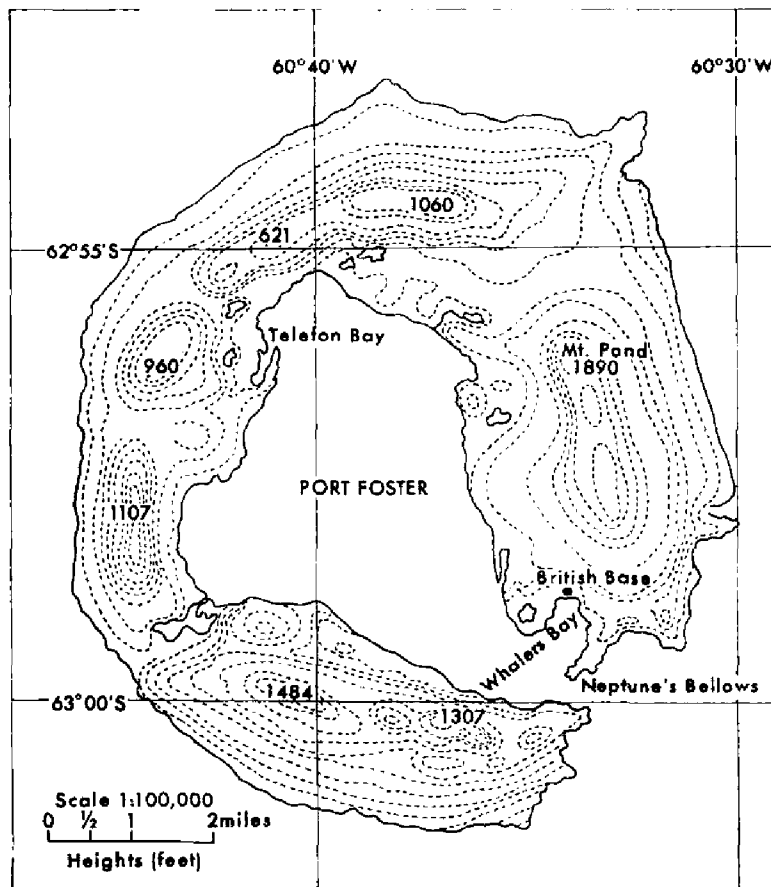 60°40'W
60°30'W
1060
621
62°55'S
Telefon Bay
960
Mt. Pond
1890
PORT FOSTER
1107
British Base
Whalers Bay
Neptune's Bellows
1484
63°00'S
1307
Scale 1:100,000
0 ½ 1 2miles
Heights (feet)